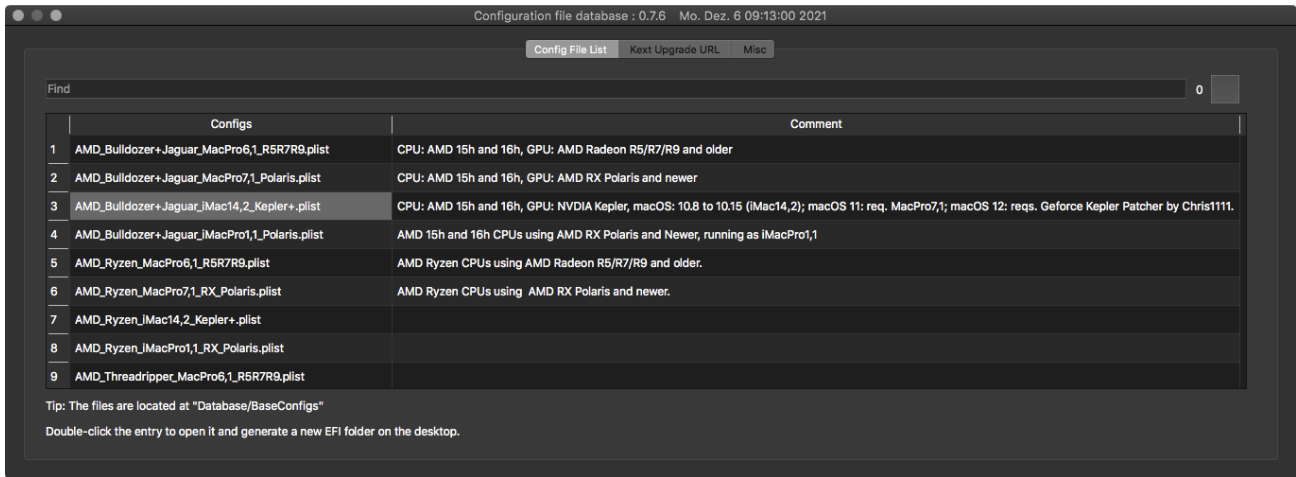 Configuration file database : 0.7.6 Mo. Dez. 6 09:13:00 2021
Config File List Kext Upgrade URL Misc
Find 0
Configs Comment
1 AMD_Bulldozer+Jaguar_MacPro6,1_R5R7R9.plist CPU: AMD 15h and 16h, GPU: AMD Radeon R5/R7/R9 and older
2 AMD_Bulldozer+Jaguar_MacPro7,1_Polaris.plist CPU: AMD 15h and 16h, GPU: AMD RX Polaris and newer
3 AMD_Bulldozer+Jaguar_iMac14,2_Kepler+.plist CPU: AMD 15h and 16h, GPU: NVDIA Kepler, macOS: 10.8 to 10.15 (iMac14,2); macOS 11: req. MacPro7,1; macOS 12: reqs. Geforce Kepler Patcher by Chris1111.
4 AMD_Bulldozer+Jaguar_iMacPro1,1_Polaris.plist AMD 15h and 16h CPUs using AMD RX Polaris and Newer, running as iMacPro1,1
5 AMD_Ryzen_MacPro6,1_R5R7R9.plist AMD Ryzen CPUs using AMD Radeon R5/R7/R9 and older.
6 AMD_Ryzen_MacPro7,1_RX_Polaris.plist AMD Ryzen CPUs using AMD RX Polaris and newer.
7 AMD_Ryzen_iMac14,2_Kepler+.plist
8 AMD_Ryzen_iMacPro1,1_RX_Polaris.plist
9 AMD_Threadripper_MacPro6,1_R5R7R9.plist
Tip: The files are located at "Database/BaseConfigs"
Double-click the entry to open it and generate a new EFI folder on the desktop.